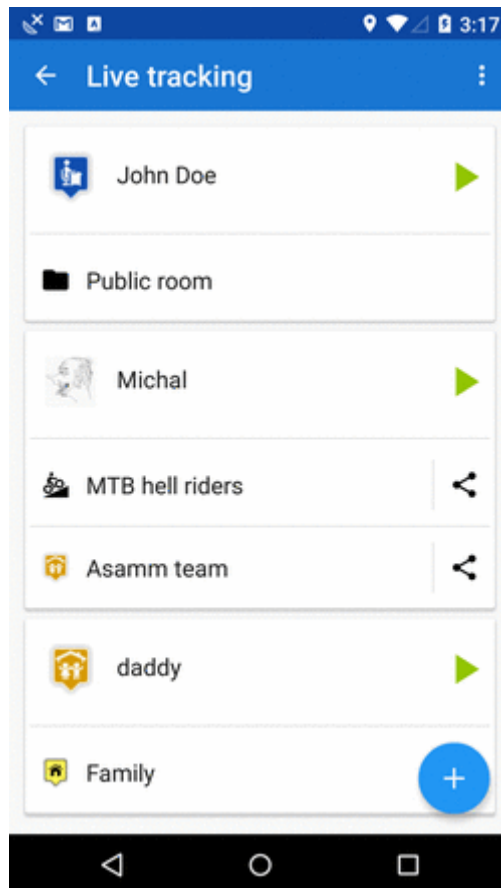 3:17
Live tracking
John Doe
Public room
Michal
MTB hell riders
Asamm team
daddy
Family